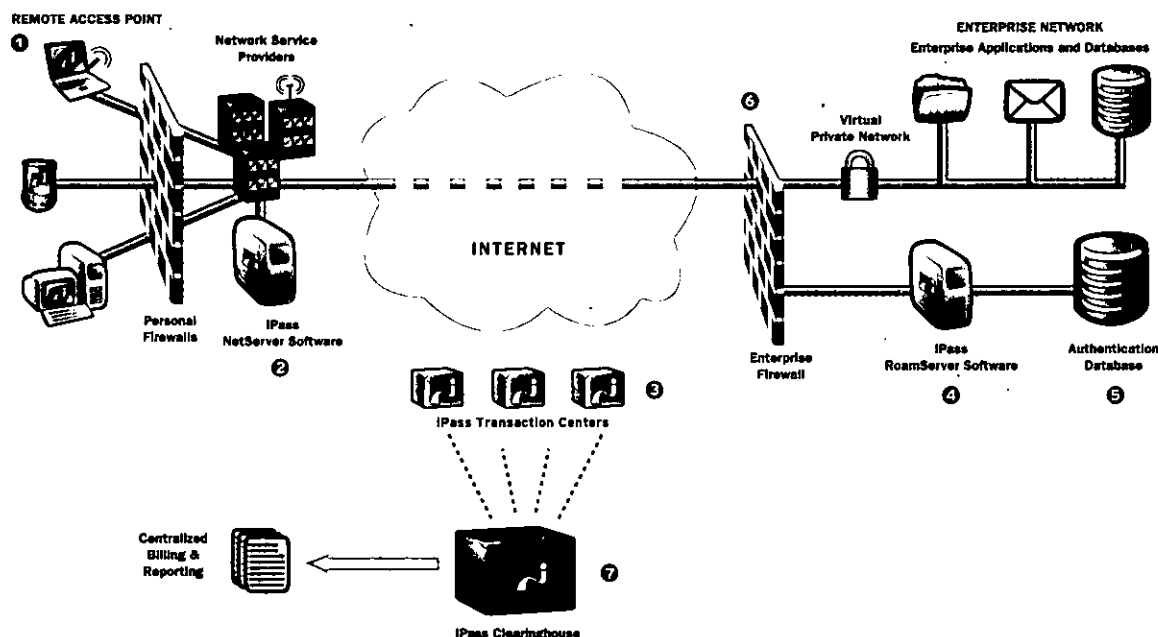 REMOTE ACCESS POINT
1
Network Service
Providers
ENTERPRISE NETWORK
Enterprise Applications and Databases
6
Virtual
Private Network
INTERNET
Personal
Firewalls
iPass
NetServer Software
2
Enterprise
Firewall
iPass
RoamServer Software
4
Authentication
Database
5
3
iPass Transaction Centers
Centralized
Billing &
Reporting
7
iPass Clearinghouse